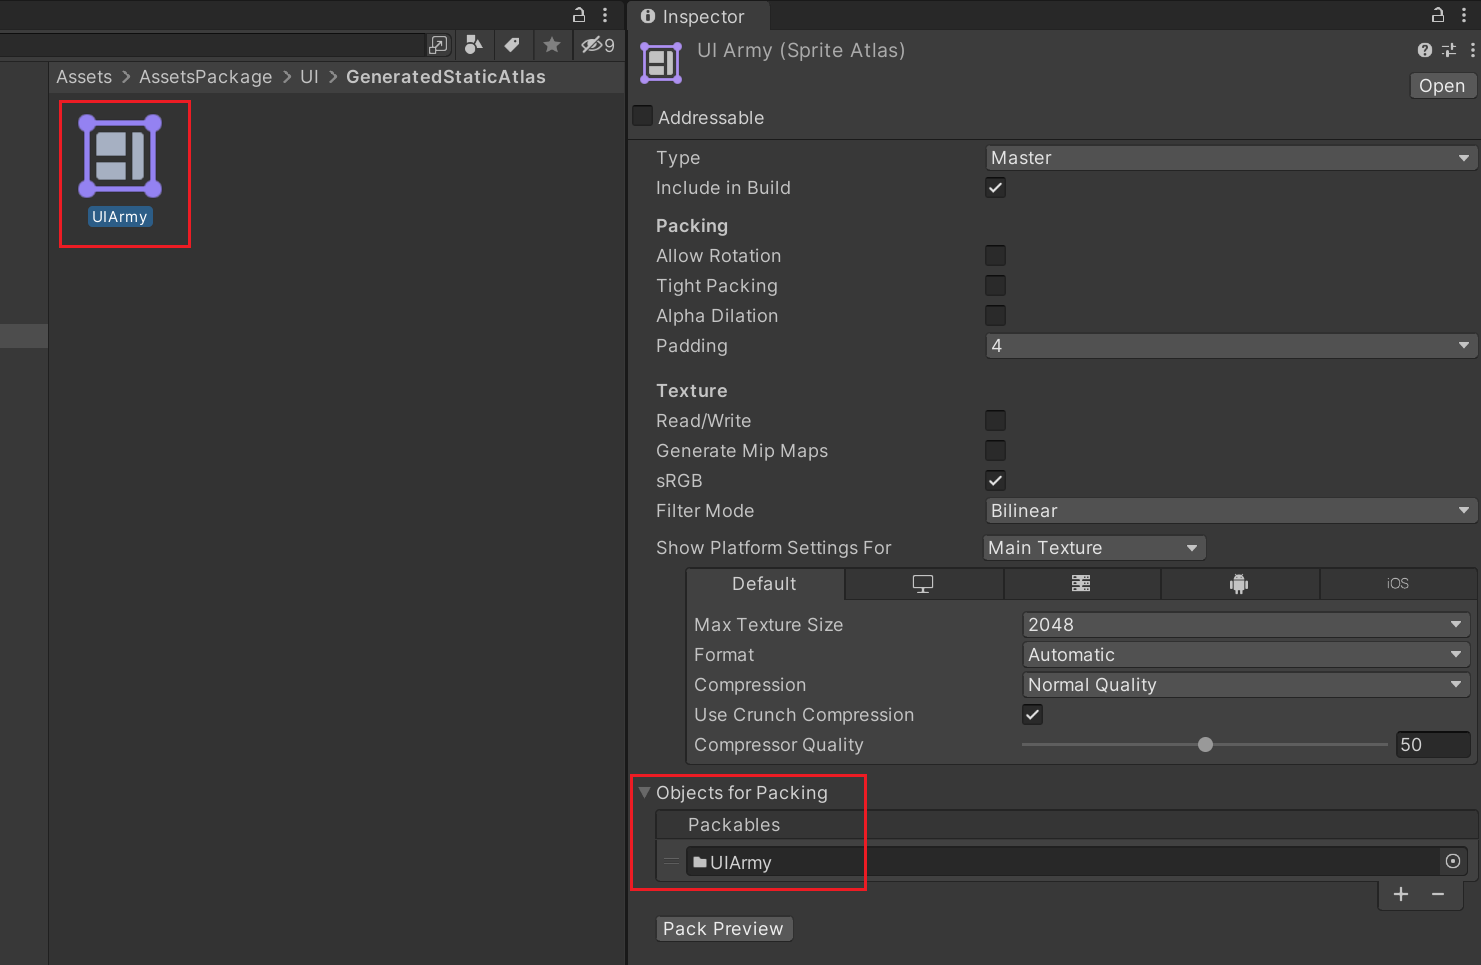 9
Assets > AssetsPackage > UI > GeneratedStaticAtlas
UIArmy
Inspector
UI Army (Sprite Atlas)
Open
Addressable
Type Master
Include in Build
Packing
Allow Rotation
Tight Packing
Alpha Dilation
Padding 4
Texture
Read/Write
Generate Mip Maps
sRGB
Filter Mode Bilinear
Show Platform Settings For Main Texture
Default iOS
Max Texture Size 2048
Format Automatic
Compression Normal Quality
Use Crunch Compression
Compressor Quality 50
Objects for Packing
Packables
UIArmy
Pack Preview